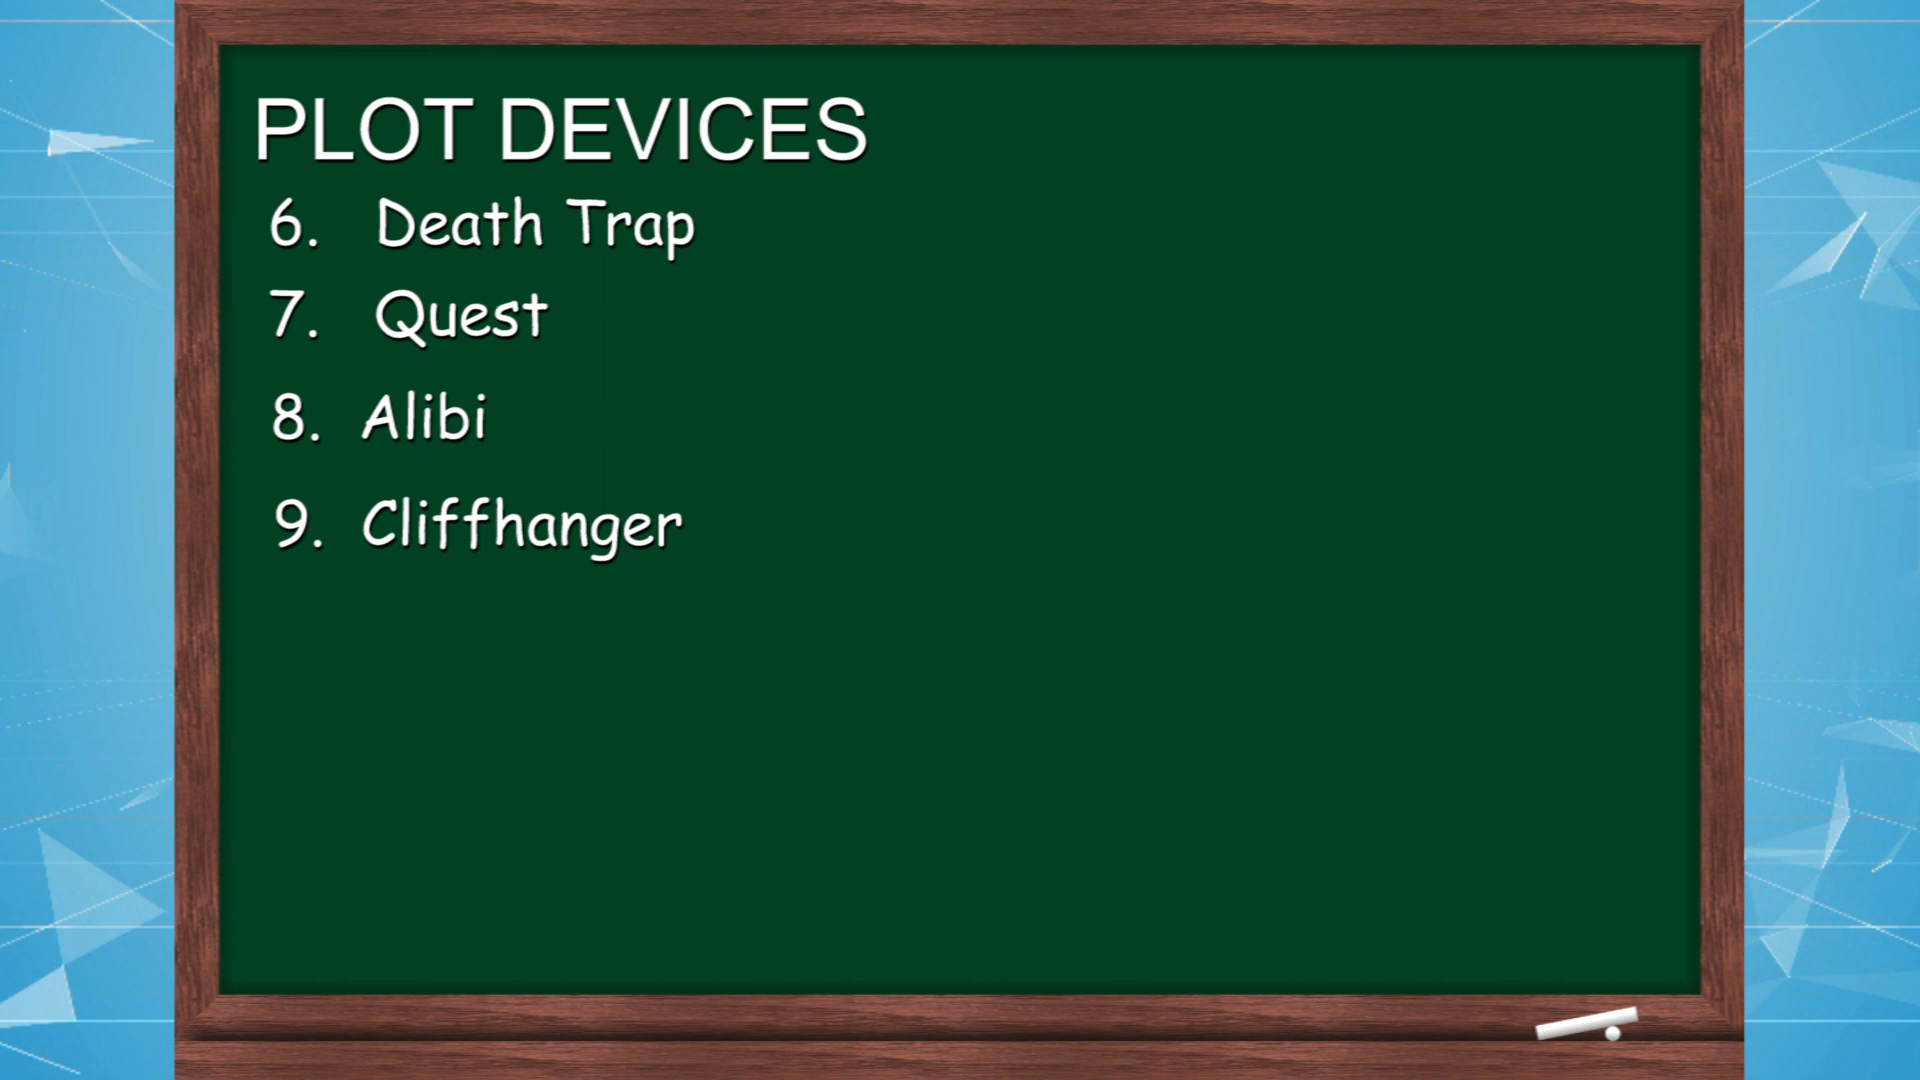 PLOT DEVICES
6. Death Trap
7. Quest
8. Alibi
9. Cliffhanger